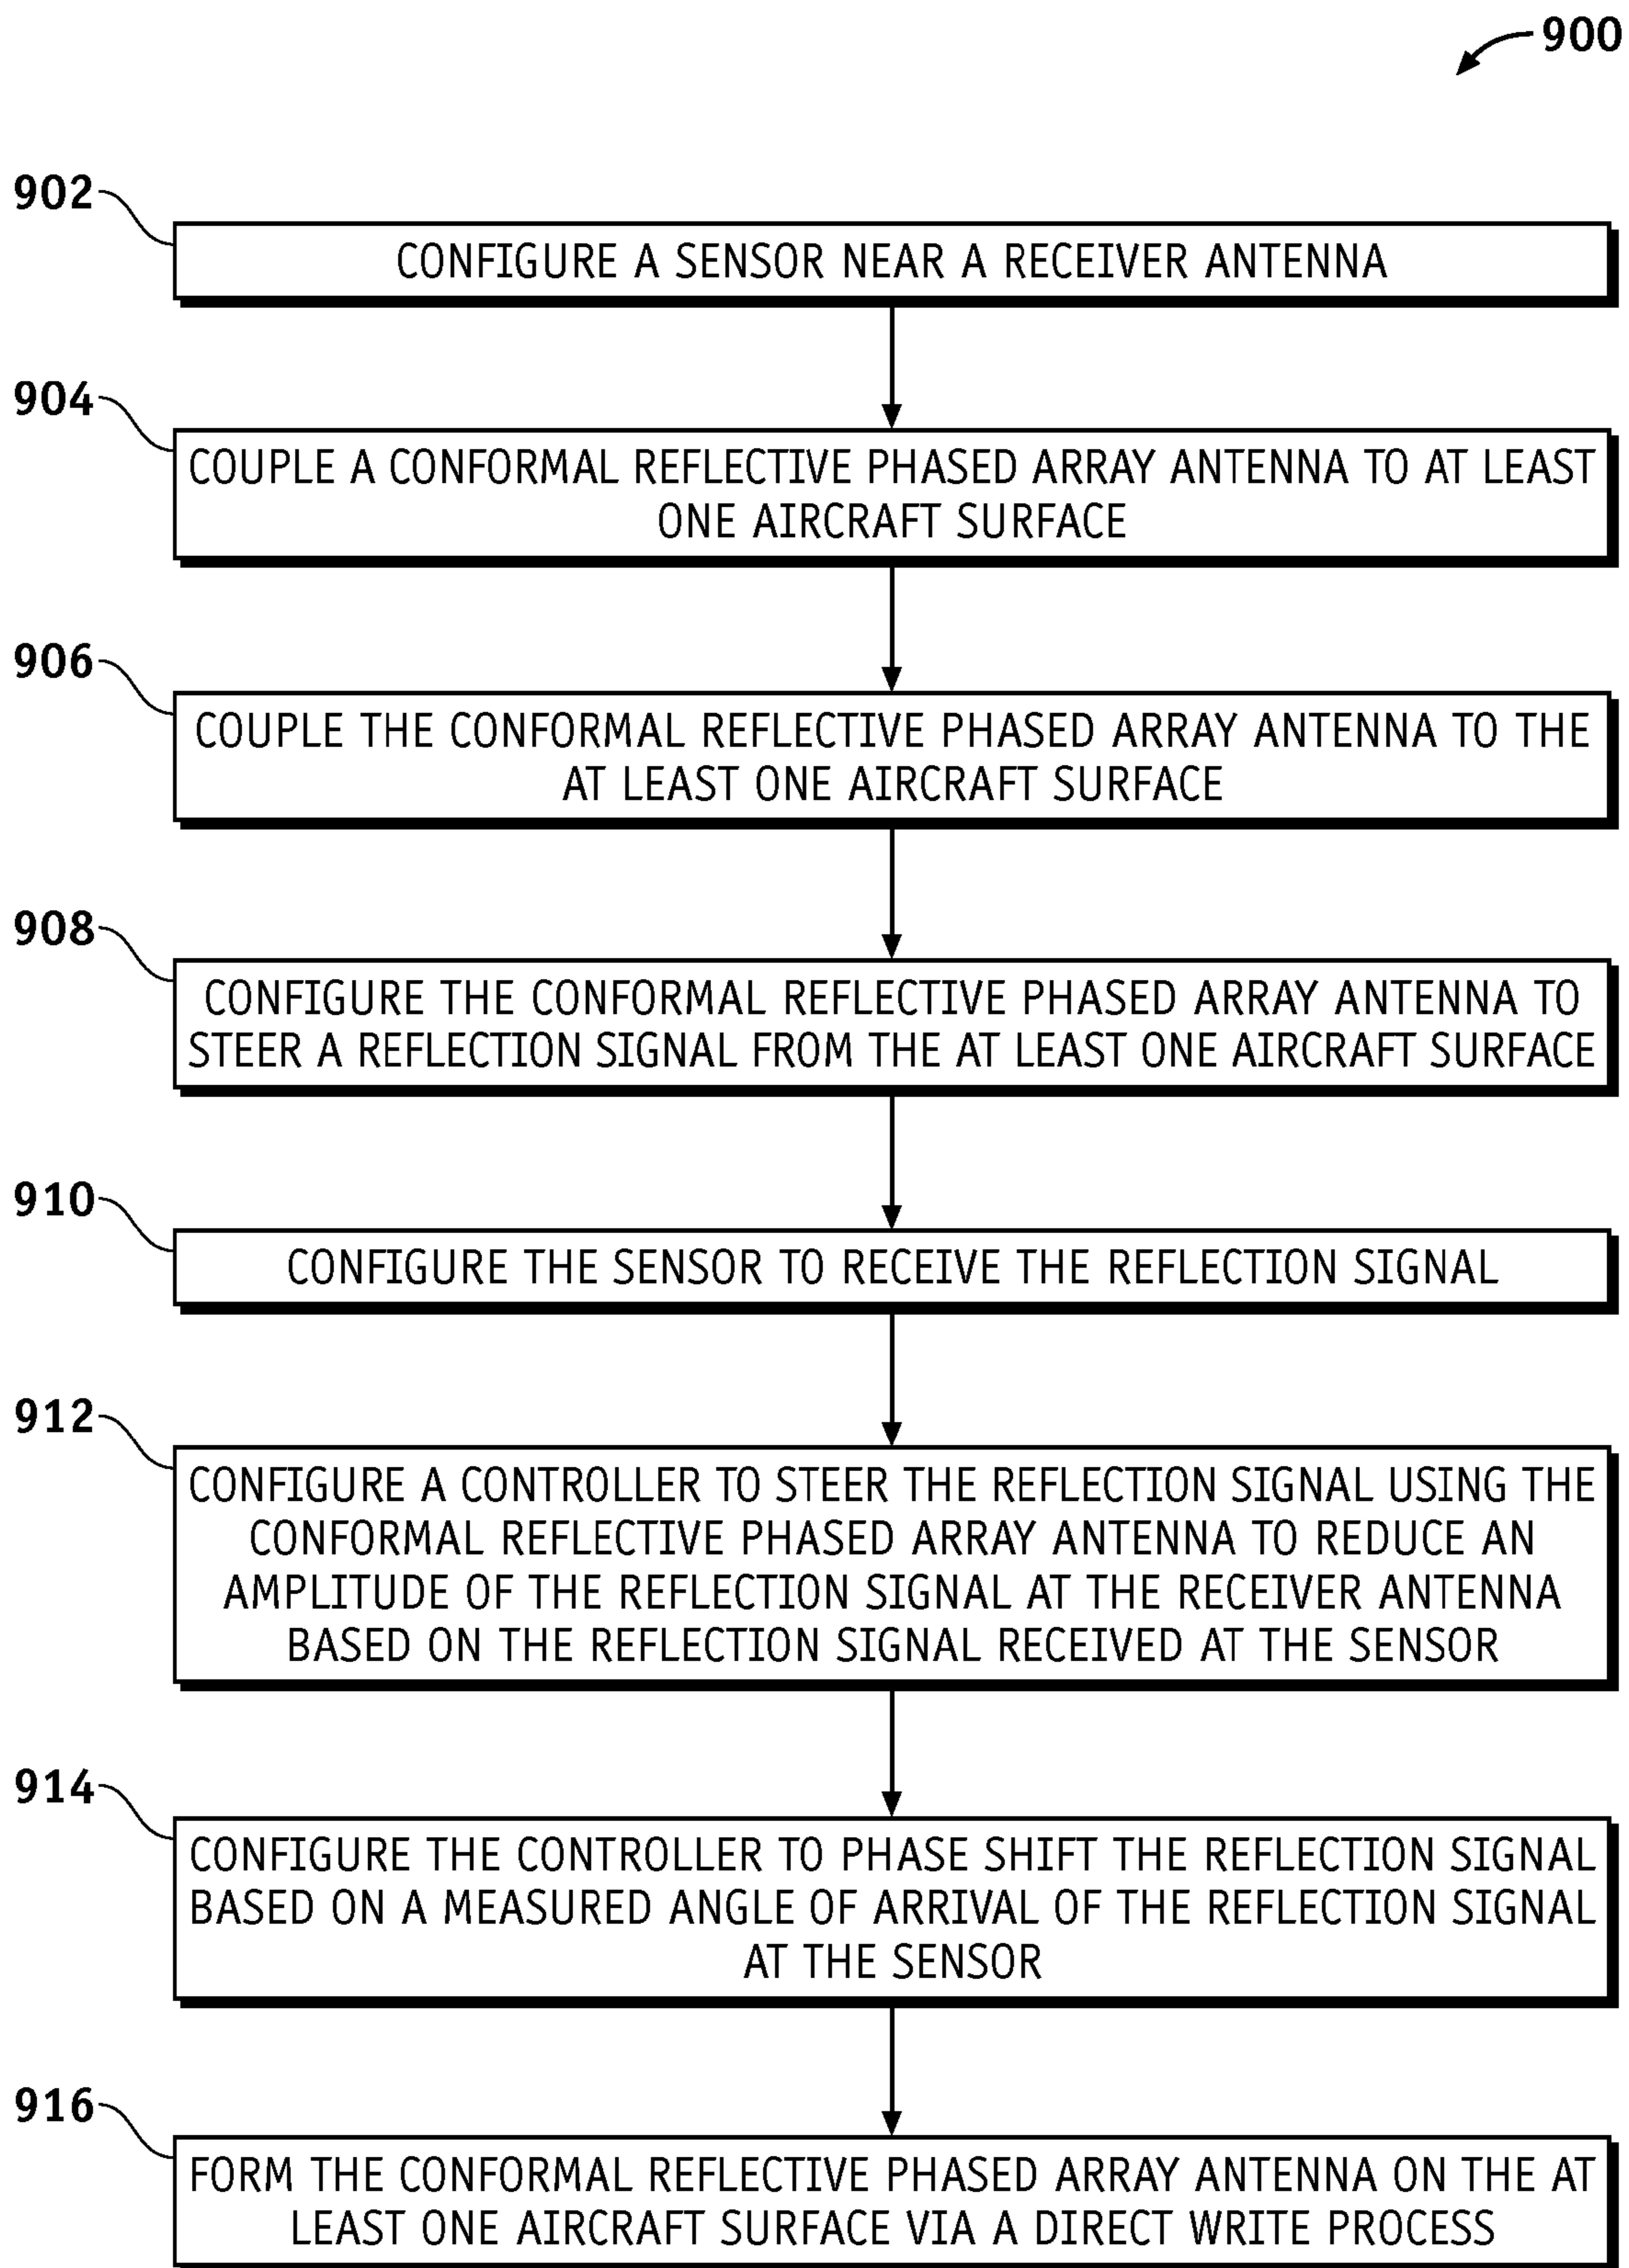 900
902
CONFIGURE A SENSOR NEAR A RECEIVER ANTENNA
904
COUPLE A CONFORMAL REFLECTIVE PHASED ARRAY ANTENNA TO AT LEAST
ONE AIRCRAFT SURFACE
906
COUPLE THE CONFORMAL REFLECTIVE PHASED ARRAY ANTENNA TO THE
AT LEAST ONE AIRCRAFT SURFACE
908
CONFIGURE THE CONFORMAL REFLECTIVE PHASED ARRAY ANTENNA TO
STEER A REFLECTION SIGNAL FROM THE AT LEAST ONE AIRCRAFT SURFACE
910
CONFIGURE THE SENSOR TO RECEIVE THE REFLECTION SIGNAL
912
CONFIGURE A CONTROLLER TO STEER THE REFLECTION SIGNAL USING THE
CONFORMAL REFLECTIVE PHASED ARRAY ANTENNA TO REDUCE AN
AMPLITUDE OF THE REFLECTION SIGNAL AT THE RECEIVER ANTENNA
BASED ON THE REFLECTION SIGNAL RECEIVED AT THE SENSOR
914
CONFIGURE THE CONTROLLER TO PHASE SHIFT THE REFLECTION SIGNAL
BASED ON A MEASURED ANGLE OF ARRIVAL OF THE REFLECTION SIGNAL
AT THE SENSOR
916
FORM THE CONFORMAL REFLECTIVE PHASED ARRAY ANTENNA ON THE AT
LEAST ONE AIRCRAFT SURFACE VIA A DIRECT WRITE PROCESS